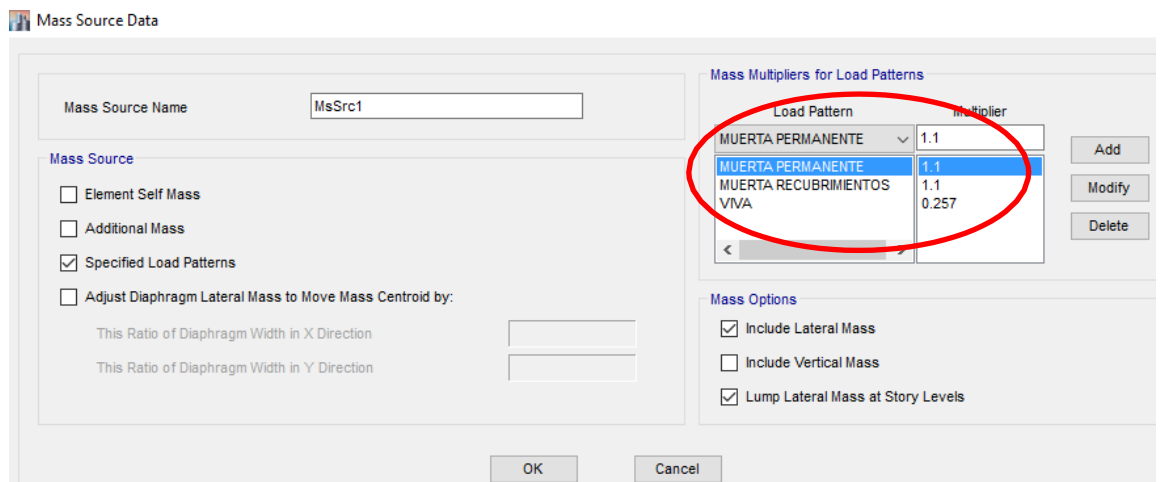 Mass Source Data
Mass Source Name
MsSrc1
Mass Source
Element Self Mass
Additional Mass
Specified Load Patterns
Adjust Diaphragm Lateral Mass to Move Mass Centroid by:
This Ratio of Diaphragm Width in X Direction
This Ratio of Diaphragm Width in Y Direction
Mass Multipliers for Load Patterns
Load Pattern Multiplier
MUERTA PERMANENTE 1.1
MUERTA PERMANENTE 1.1
MUERTA RECUBRIMIENTOS 1.1
VIVA 0.257
Add
Modify
Delete
Mass Options
Include Lateral Mass
Include Vertical Mass
Lump Lateral Mass at Story Levels
OK Cancel